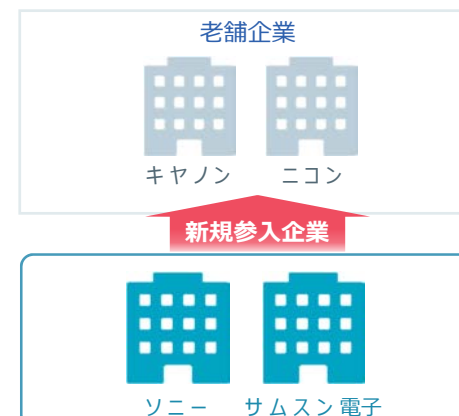 老舗企業
キヤノン ニコン
新規参入企業
ソニー サムスン電子